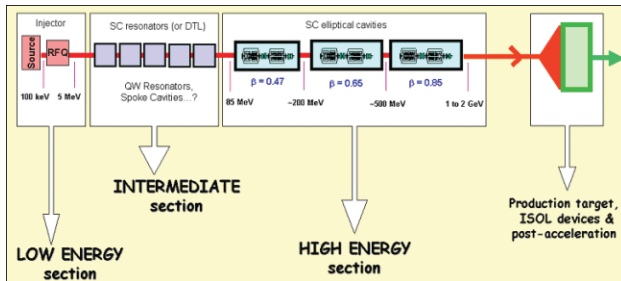 Injector
SC resonators (or DTL)
SC elliptical cavities
Source
RFQ
QW Resonators,
Spoke Cavities...?
β = 0.47
β = 0.65
β = 0.85
100 keV
5 MeV
85 MeV
~200 MeV
~500 MeV
1 to 2 GeV
INTERMEDIATE
section
LOW ENERGY
section
HIGH ENERGY
section
Production target,
ISOL devices &
post-acceleration